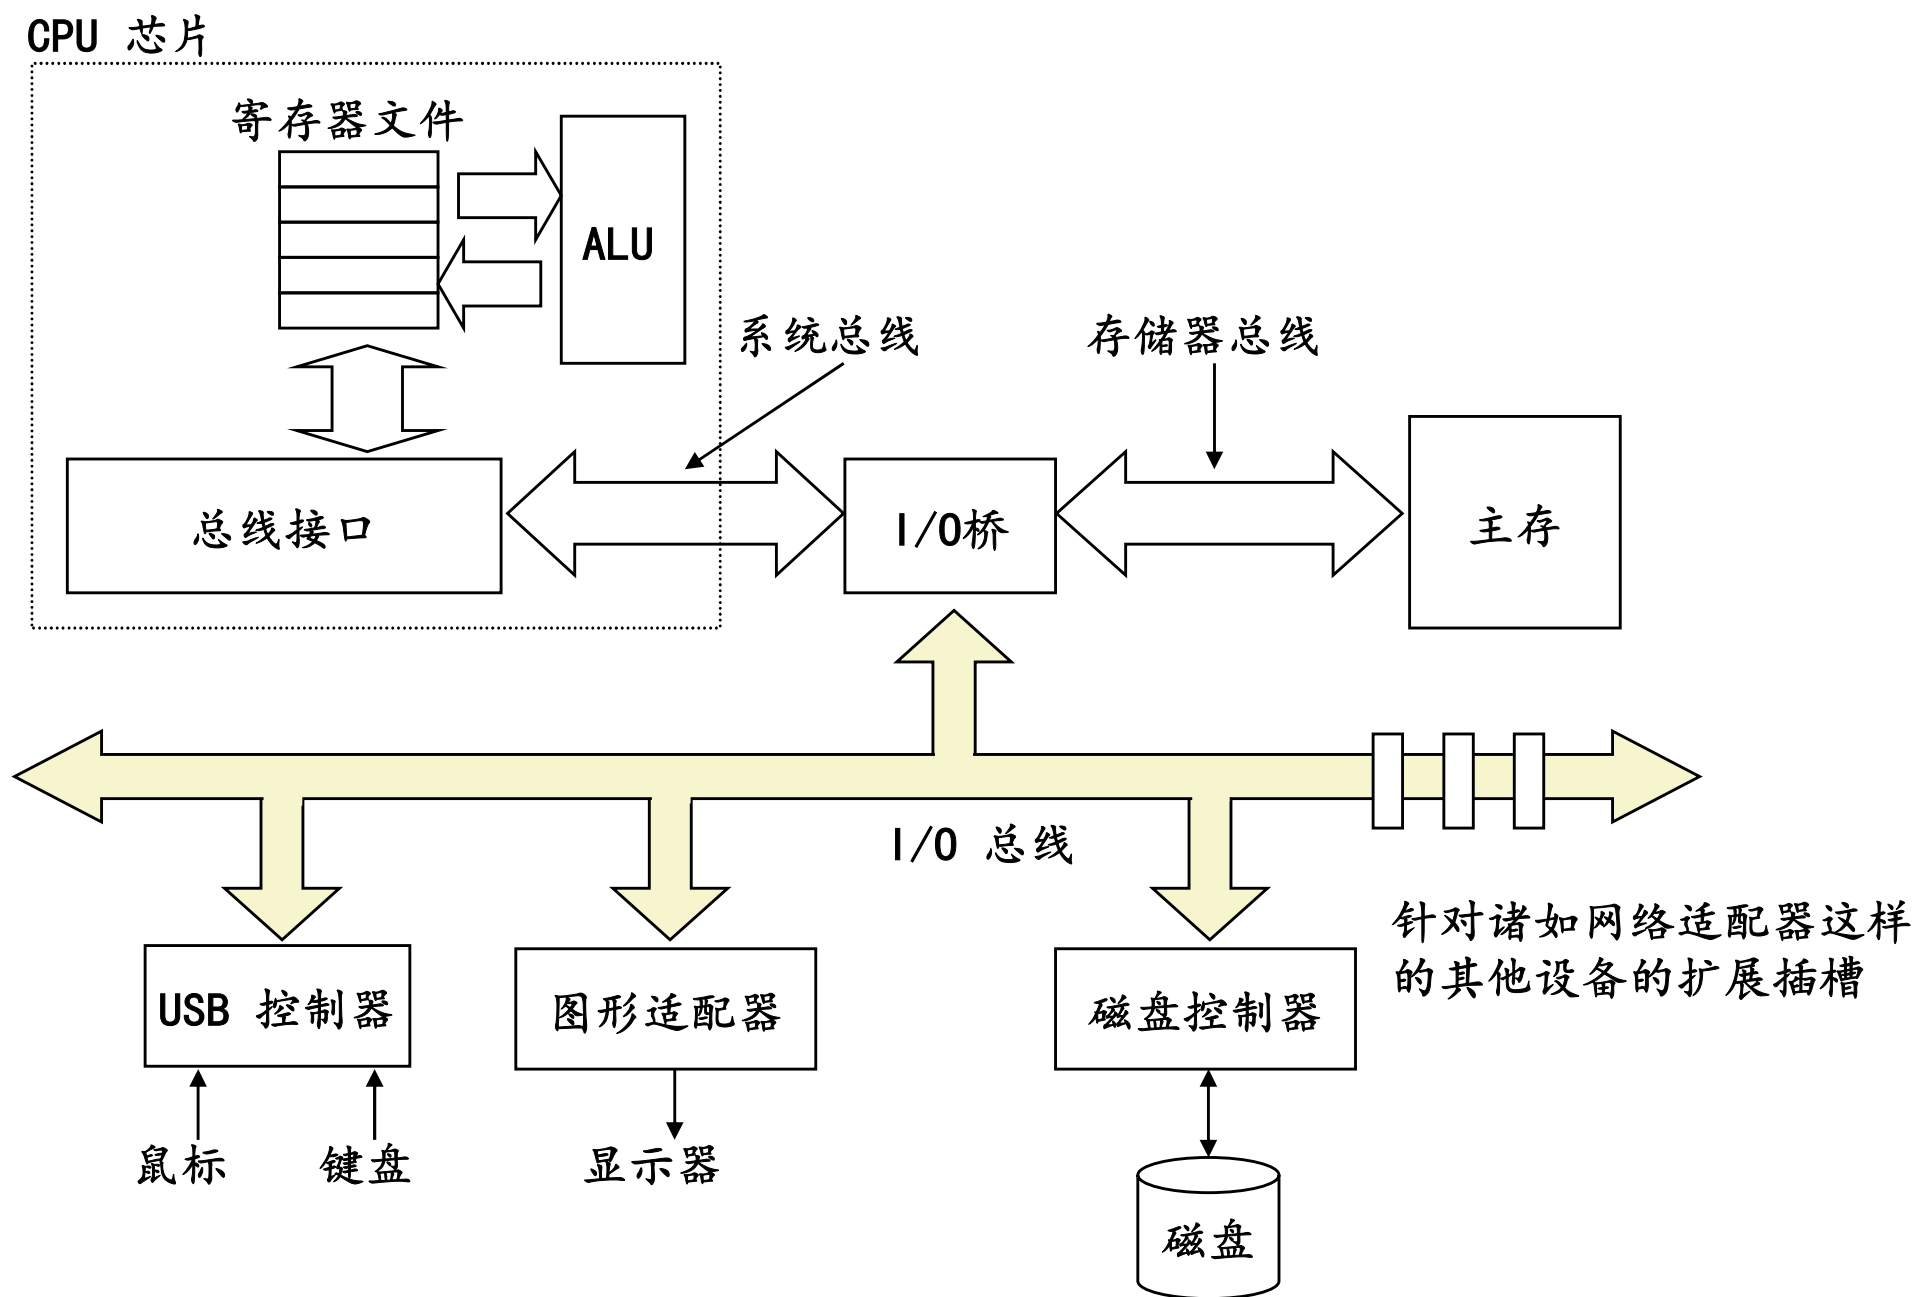 CPU 芯片
寄存器文件
ALU
系统总线
存储器总线
总线接口
I/O桥
主存
I/O 总线
针对诸如网络适配器这样
的其他设备的扩展插槽
USB 控制器
图形适配器
磁盘控制器
鼠标
键盘
显示器
磁盘